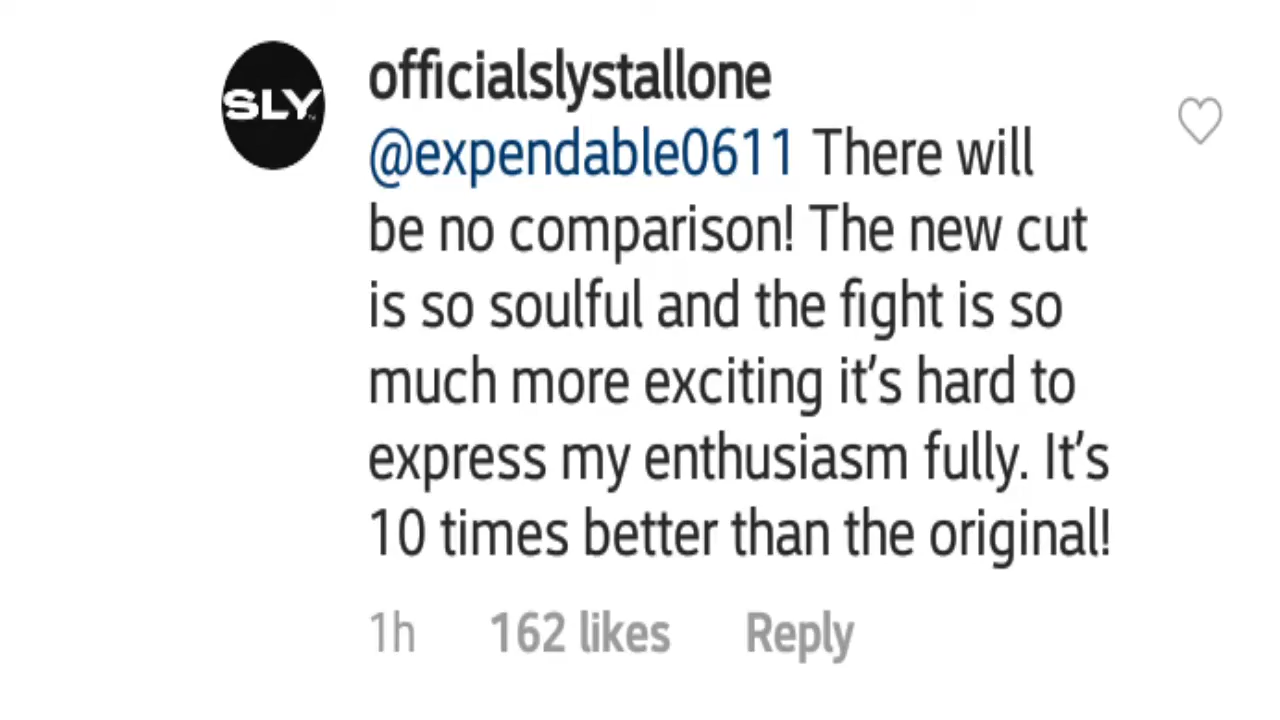 SLY
officialslystallone
@expendable0611 There will
be no comparison! The new cut
is so soulful and the fight is so
much more exciting it’s hard to
express my enthusiasm fully. It’s
10 times better than the original!
1h 162 likes Reply